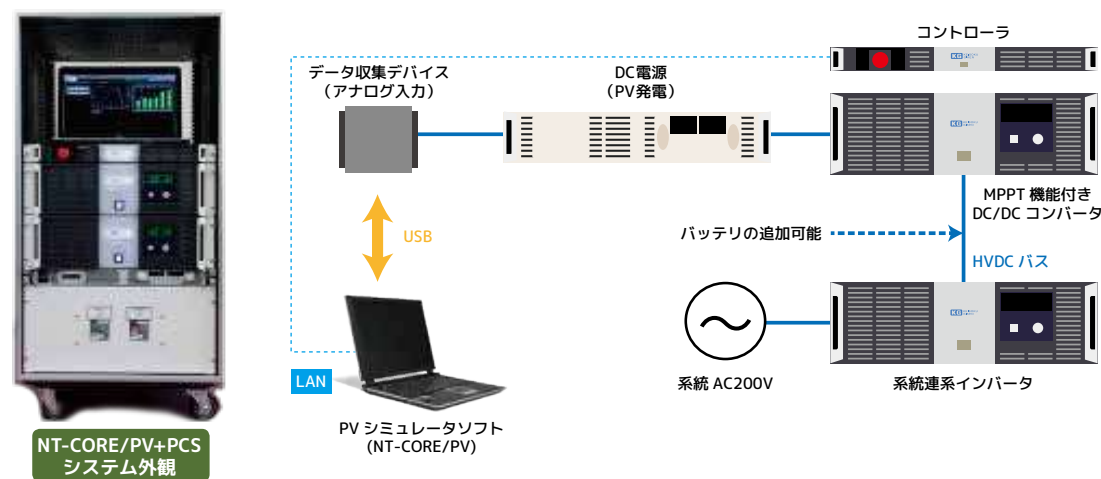 コントローラ
データ収集デバイス
（アナログ入力）
DC電源
（PV発電）
MPPT 機能付き
DC/DC コンバータ
USB
バッテリの追加可能
HVDC バス
LAN
系統 AC200V
系統連系インバータ
PV シミュレータソフト
(NT-CORE/PV)
NT-CORE/PV+PCS
システム外観
KG
KG
KG